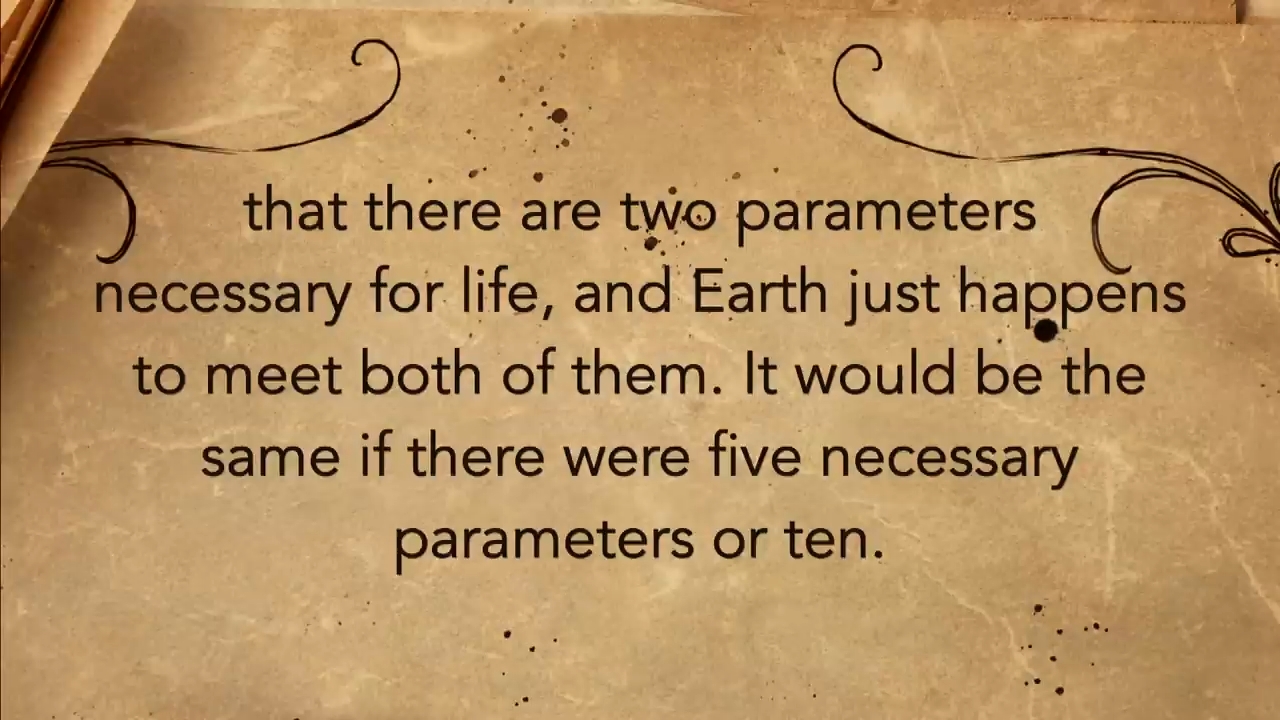 that there are two parameters
necessary for life, and Earth just happens
to meet both of them. It would be the
same if there were five necessary
parameters or ten.